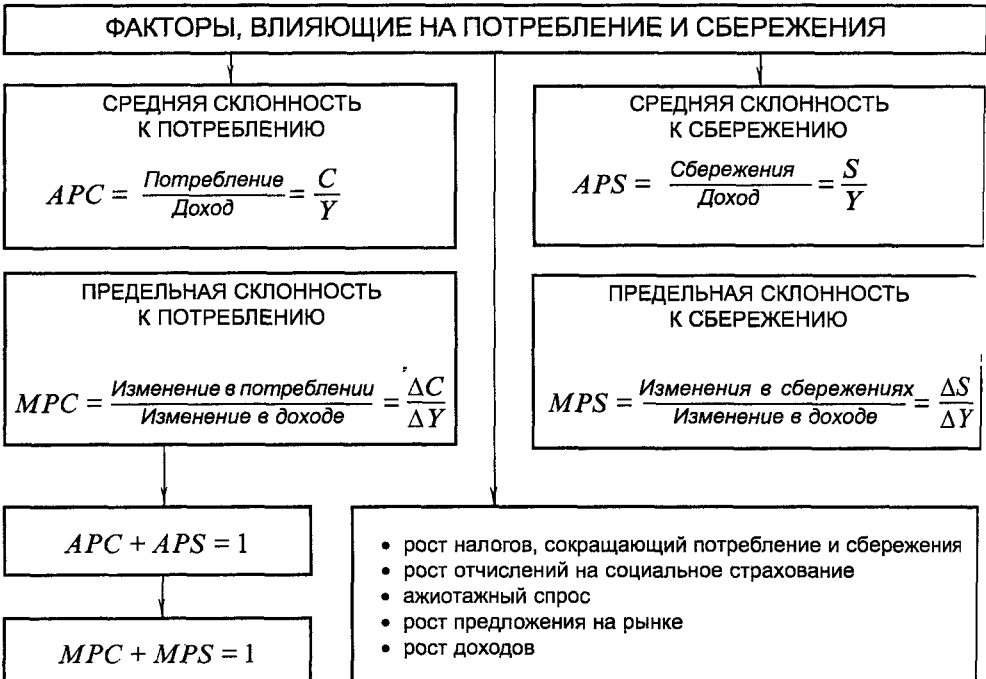 ФАКТОРЫ, ВЛИЯЮЩИЕ НА ПОТРЕБЛЕНИЕ И СБЕРЕЖЕНИЯ
СРЕДНЯЯ СКЛОННОСТЬ
К ПОТРЕБЛЕНИЮ
APC = Потребление / Доход = C / Y
СРЕДНЯЯ СКЛОННОСТЬ
К СБЕРЕЖЕНИЮ
APS = Сбережения / Доход = S / Y
ПРЕДЕЛЬНАЯ СКЛОННОСТЬ
К ПОТРЕБЛЕНИЮ
MPC = Изменение в потреблении / Изменение в доходе = ΔC / ΔY
ПРЕДЕЛЬНАЯ СКЛОННОСТЬ
К СБЕРЕЖЕНИЮ
MPS = Изменения в сбережениях / Изменение в доходе = ΔS / ΔY
APC + APS = 1
MPC + MPS = 1
• рост налогов, сокращающий потребление и сбережения
• рост отчислений на социальное страхование
• ажиотажный спрос
• рост предложения на рынке
• рост доходов